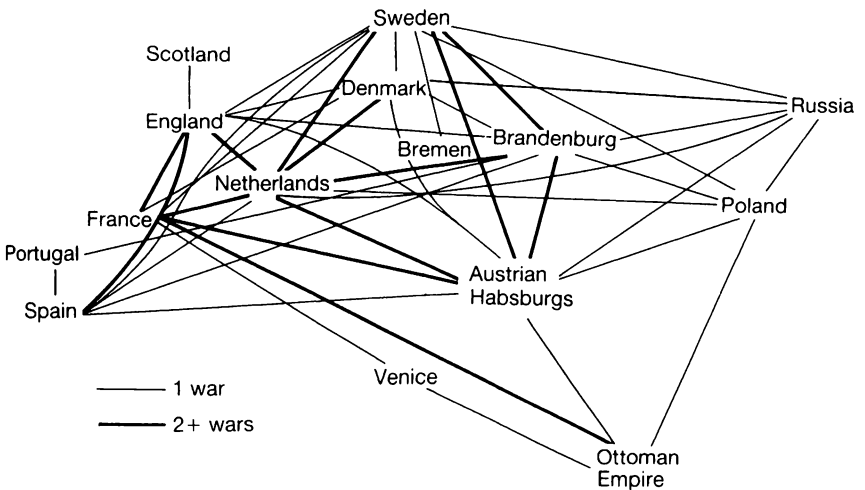 Sweden
Scotland
Denmark
Russia
England
Brandenburg
Bremen
Netherlands
Poland
France
Portugal
Austrian
Habsburgs
Spain
Venice
1 war
2+ wars
Ottoman
Empire